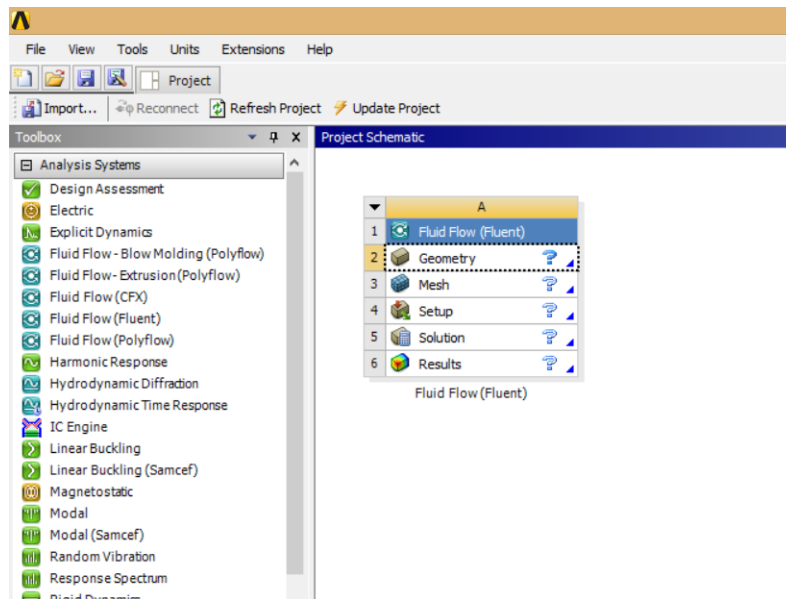 File View Tools Units Extensions Help
Project
Import... Reconnect Refresh Project Update Project
Toolbox
Analysis Systems
Design Assessment
Electric
Explicit Dynamics
Fluid Flow - Blow Molding (Polyflow)
Fluid Flow - Extrusion (Polyflow)
Fluid Flow (CFX)
Fluid Flow (Fluent)
Fluid Flow (Polyflow)
Harmonic Response
Hydrodynamic Diffraction
Hydrodynamic Time Response
IC Engine
Linear Buckling
Linear Buckling (Samcef)
Magnetostatic
Modal
Modal (Samcef)
Random Vibration
Response Spectrum
Rigid Dynamics
Project Schematic
A
1 Fluid Flow (Fluent)
2 Geometry ?
3 Mesh ?
4 Setup ?
5 Solution ?
6 Results ?
Fluid Flow (Fluent)